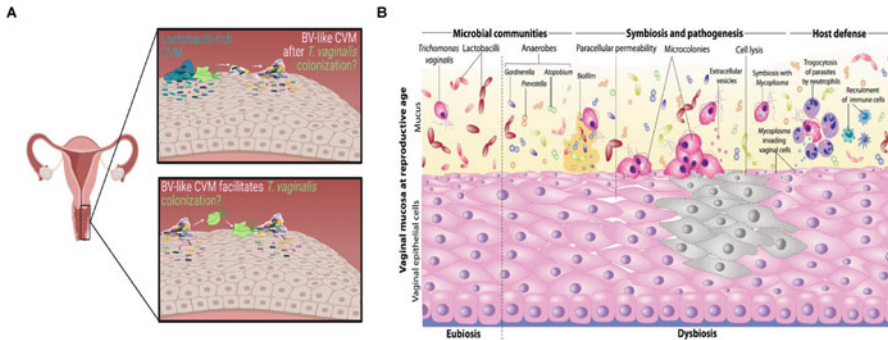 A
Lactobacilli-rich
CVM
BV-like CVM
after T. vaginalis
colonization?
BV-like CVM facilitates T. vaginalis
colonization?
B
Microbial communities
Symbiosis and pathogenesis
Host defense
Trichomonas
vaginalis
Lactobacilli
Anaerobes
Gardnerella
Prevotella
Atopobium
Biofilm
Paracellular permeability
Microcolonies
Cell lysis
Extracellular
vesicles
Symbiosis with
Mycoplasma
Mycoplasma
invading
vaginal cells
Trogocytosis
of parasites by
neutrophils
Recruitment
of immune cells
Vaginal mucosa at reproductive age
Mucus
Vaginal epithelial cells
Eubiosis
Dysbiosis